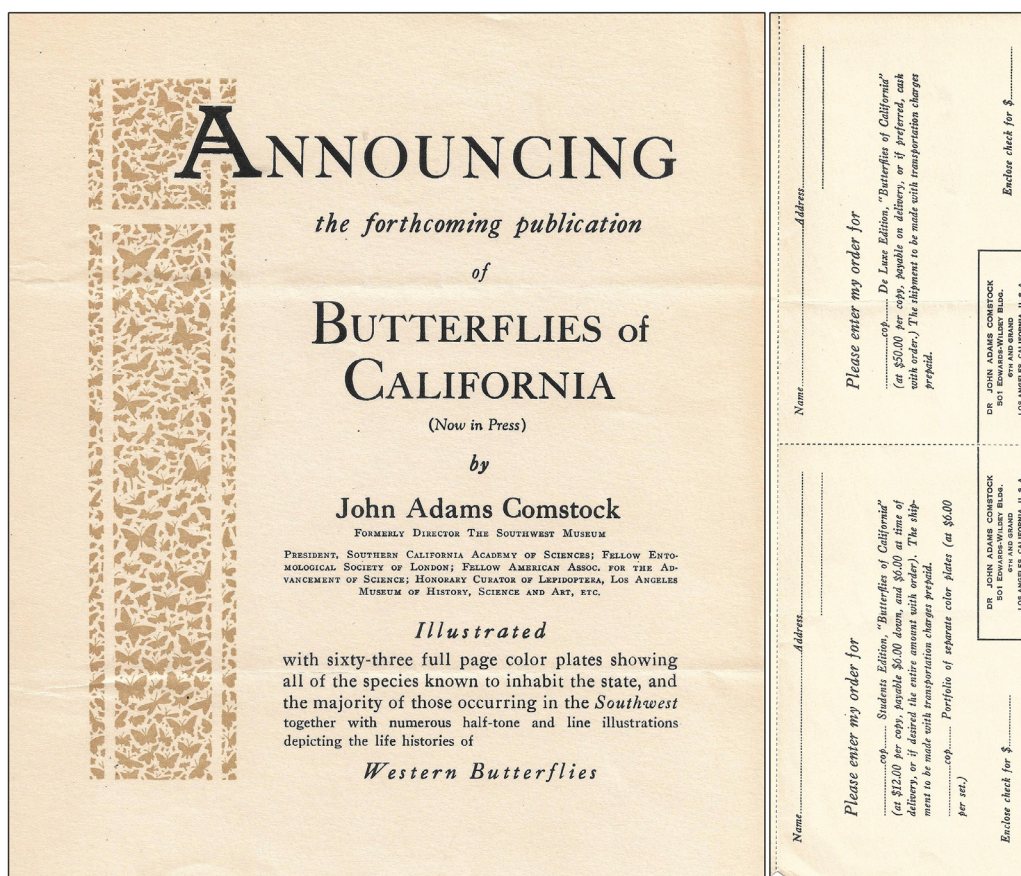 ANNOUNCING
the forthcoming publication
of
BUTTERFLIES of
CALIFORNIA
(Now in Press)
by
John Adams Comstock
FORMERLY DIRECTOR THE SOUTHWEST MUSEUM
PRESIDENT, SOUTHERN CALIFORNIA ACADEMY OF SCIENCES; FELLOW ENTO-
MOLOGICAL SOCIETY OF LONDON; FELLOW AMERICAN ASSOC. FOR THE AD-
VANCEMENT OF SCIENCE; HONORARY CURATOR OF LEPIDOPTERA, LOS ANGELES
MUSEUM OF HISTORY, SCIENCE AND ART, ETC.
Illustrated
with sixty-three full page color plates showing
all of the species known to inhabit the state, and
the majority of those occurring in the Southwest
together with numerous half-tone and line illustrations
depicting the life histories of
Western Butterflies
Name Address
Please enter my order for
cop. De Luxe Edition, "Butterflies of California"
(at $50.00 per copy, payable on delivery, or if preferred, cash
with order.) The shipment to be made with transportation charges
prepaid.
Enclose check for $
DR JOHN ADAMS COMSTOCK
501 EDWARDS-WILDEY BLDG.
6TH AND GRAND
LOS ANGELES, CALIFORNIA, U.S.A.
Name Address
Please enter my order for
cop. Students Edition, "Butterflies of California"
(at $12.00 per copy, payable $6.00 down, and $6.00 at time of
delivery, or if desired the entire amount with order). The ship-
ment to be made with transportation charges prepaid.
cop. Portfolio of separate color plates (at $6.00
per set.)
Enclose check for $
DR JOHN ADAMS COMSTOCK
501 EDWARDS-WILDEY BLDG.
6TH AND GRAND
LOS ANGELES, CALIFORNIA, U.S.A.